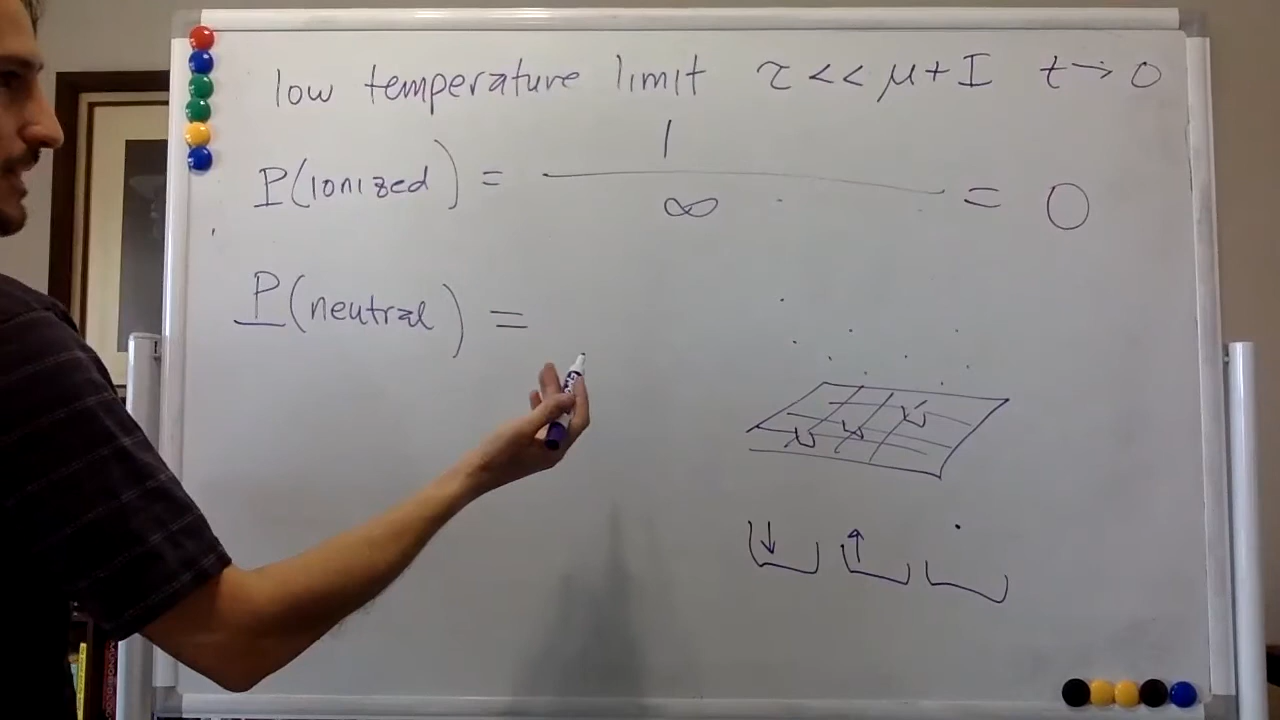 low temperature limit τ << μ + I t → 0
P(ionized) = 1/∞ = 0
P(neutral) =